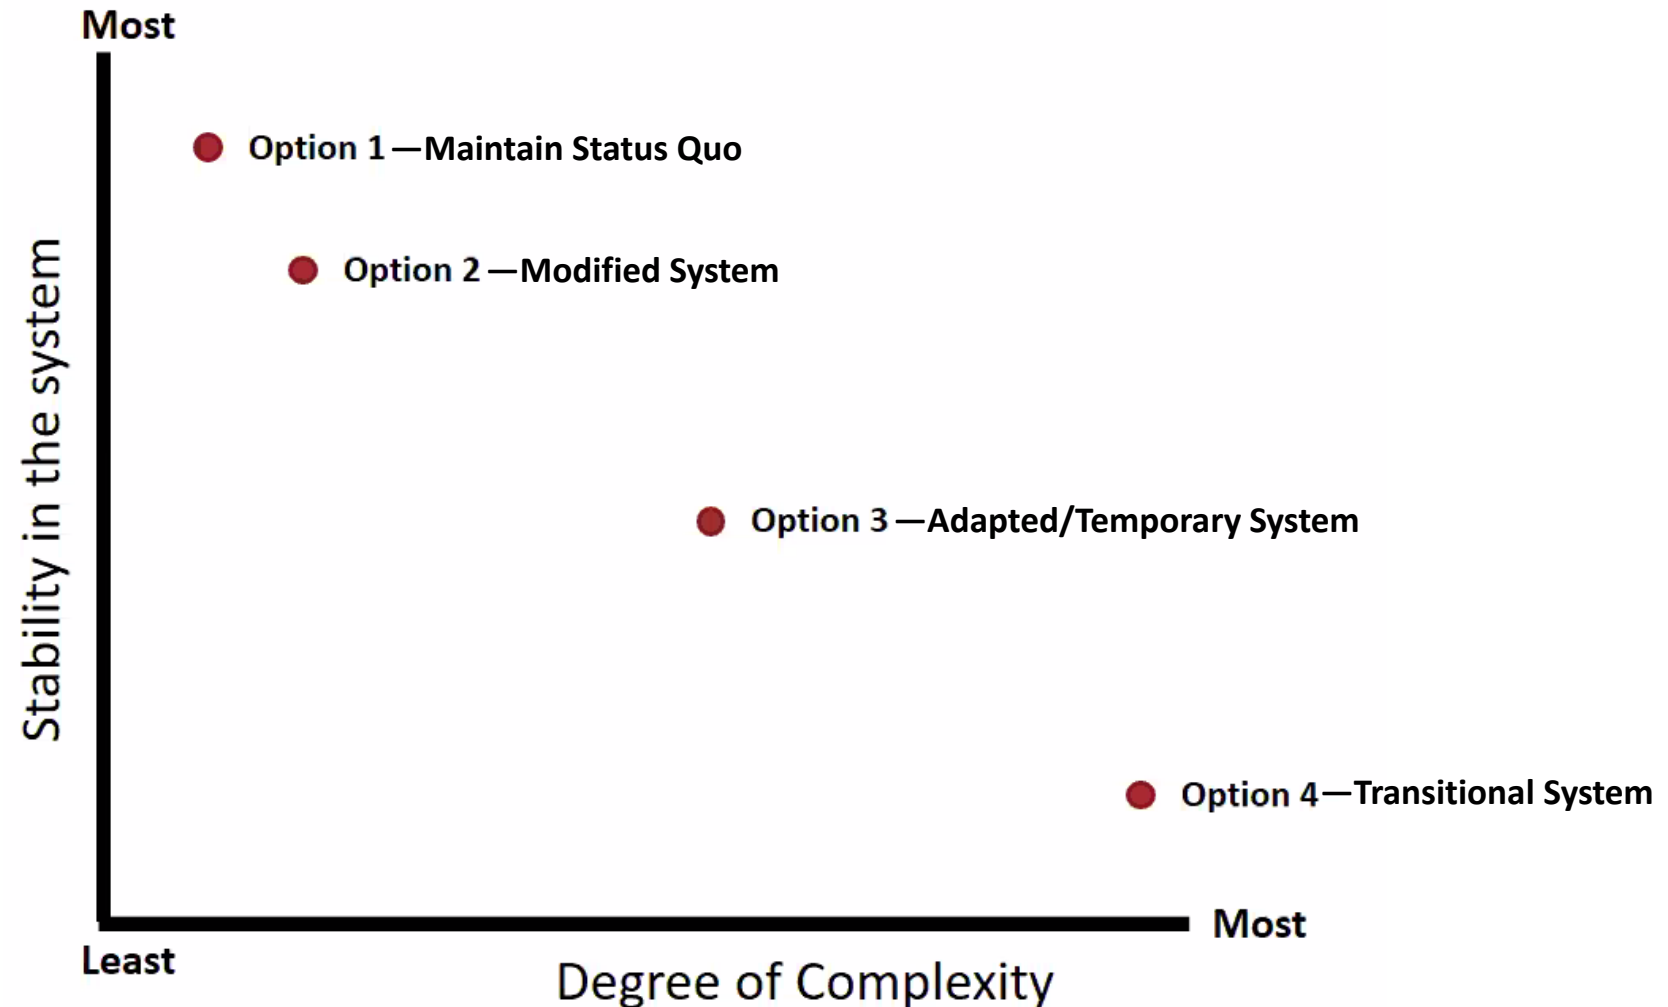 Most
Option 1 —Maintain Status Quo
Option 2 —Modified System
Stability in the system
Option 3 —Adapted/Temporary System
Option 4—Transitional System
Most
Least
Degree of Complexity